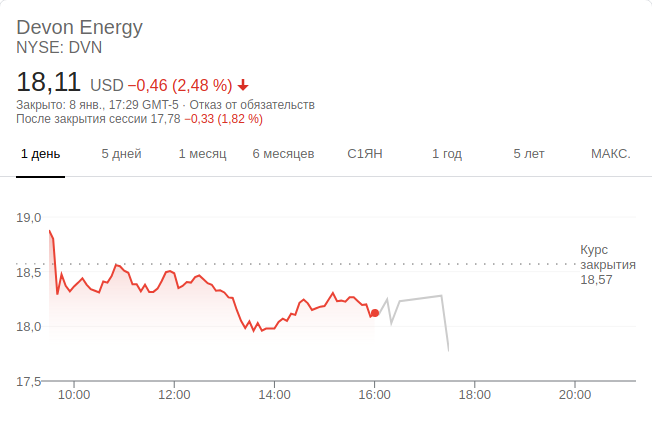 Devon Energy
NYSE: DVN
18,11 USD −0,46 (2,48 %)
Закрыто: 8 янв., 17:29 GMT-5 · Отказ от обязательств
После закрытия сессии 17,78 −0,33 (1,82 %)
1 день 5 дней 1 месяц 6 месяцев С1ЯН 1 год 5 лет МАКС.
19,0
Курс
закрытия
18,57
18,5
18,0
17,5
10:00 12:00 14:00 16:00 18:00 20:00